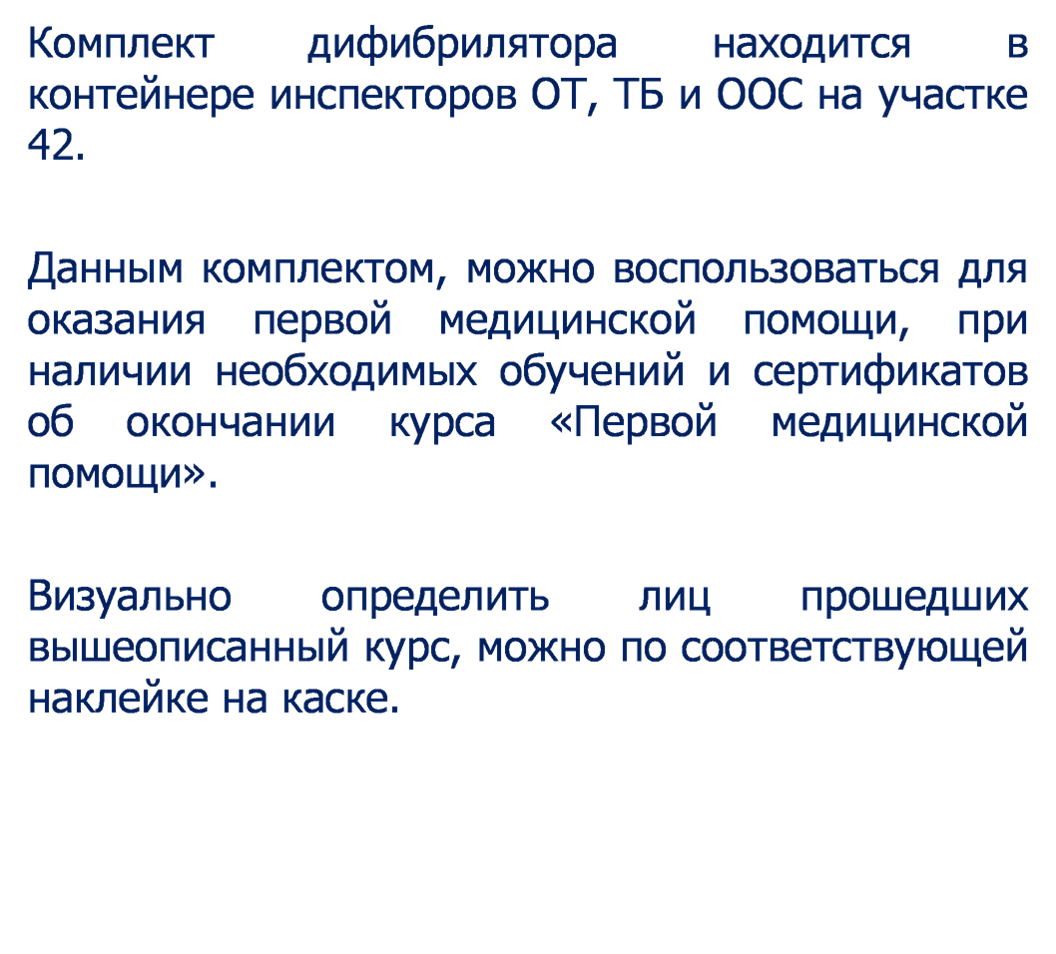 Комплект дифибрилятора находится в
контейнере инспекторов ОТ, ТБ и ООС на участке
42.
Данным комплектом, можно воспользоваться для
оказания первой медицинской помощи, при
наличии необходимых обучений и сертификатов
об окончании курса «Первой медицинской
помощи».
Визуально определить лиц прошедших
вышеописанный курс, можно по соответствующей
наклейке на каске.